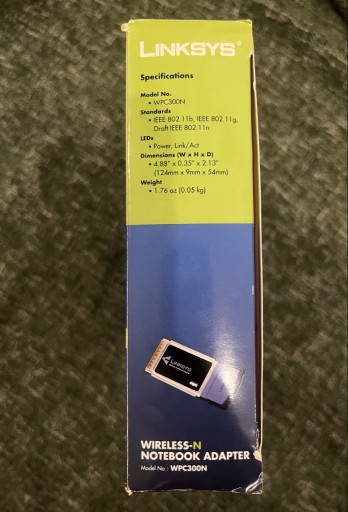 LINKSYS®
Specifications
Model No.
• WPC300N
Standards
• IEEE 802.11b, IEEE 802.11g,
Draft IEEE 802.11n
LEDs
• Power, Link/Act
Dimensions (W x H x D)
• 4.88" x 0.35" x 2.13"
(124mm x 9mm x 54mm)
Weight
• 1.76 oz (0.05 kg)
LINKSYS
WIRELESS-N
NOTEBOOK ADAPTER
Model No.: WPC300N